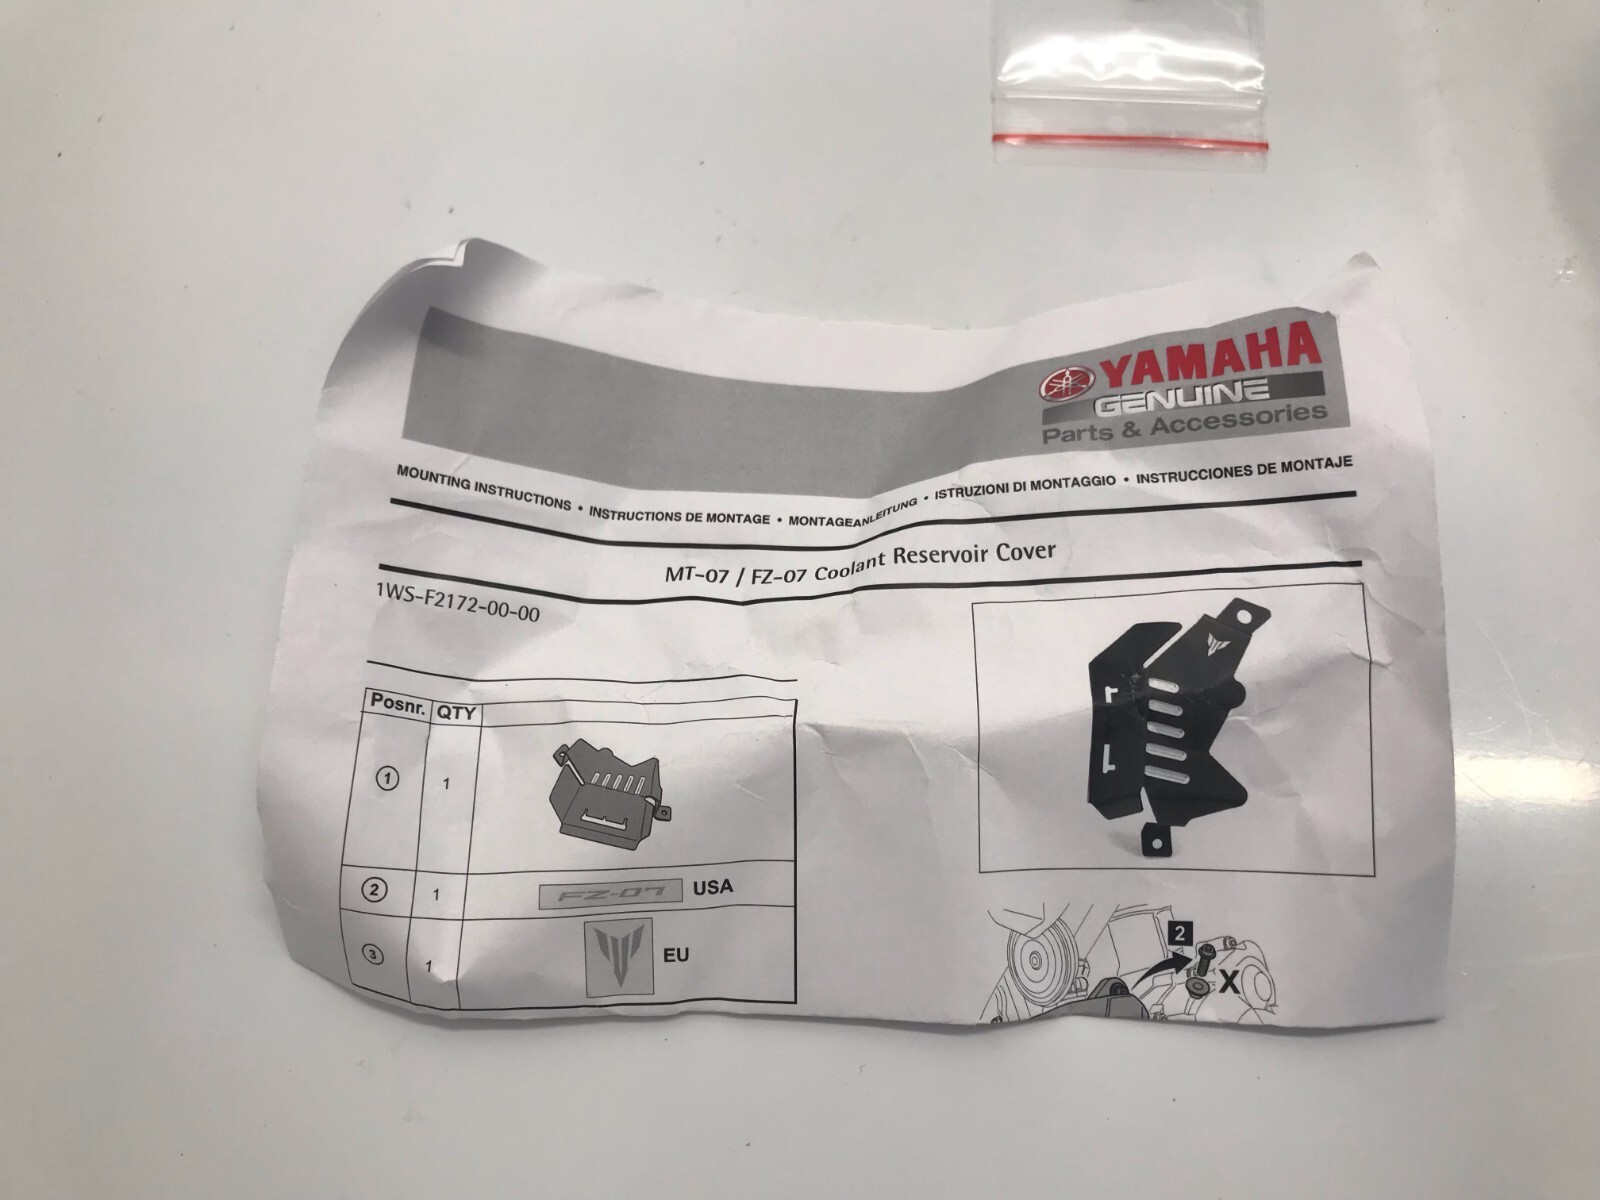 YAMAHA
GENUINE
Parts & Accessories
MOUNTING INSTRUCTIONS • INSTRUCTIONS DE MONTAGE • MONTAGEANLEITUNG • ISTRUZIONI DI MONTAGGIO • INSTRUCCIONES DE MONTAJE
MT-07 / FZ-07 Coolant Reservoir Cover
1WS-F2172-00-00
Posnr. QTY
1 1
2 1 FZ-07 USA
3 1 EU
2
X